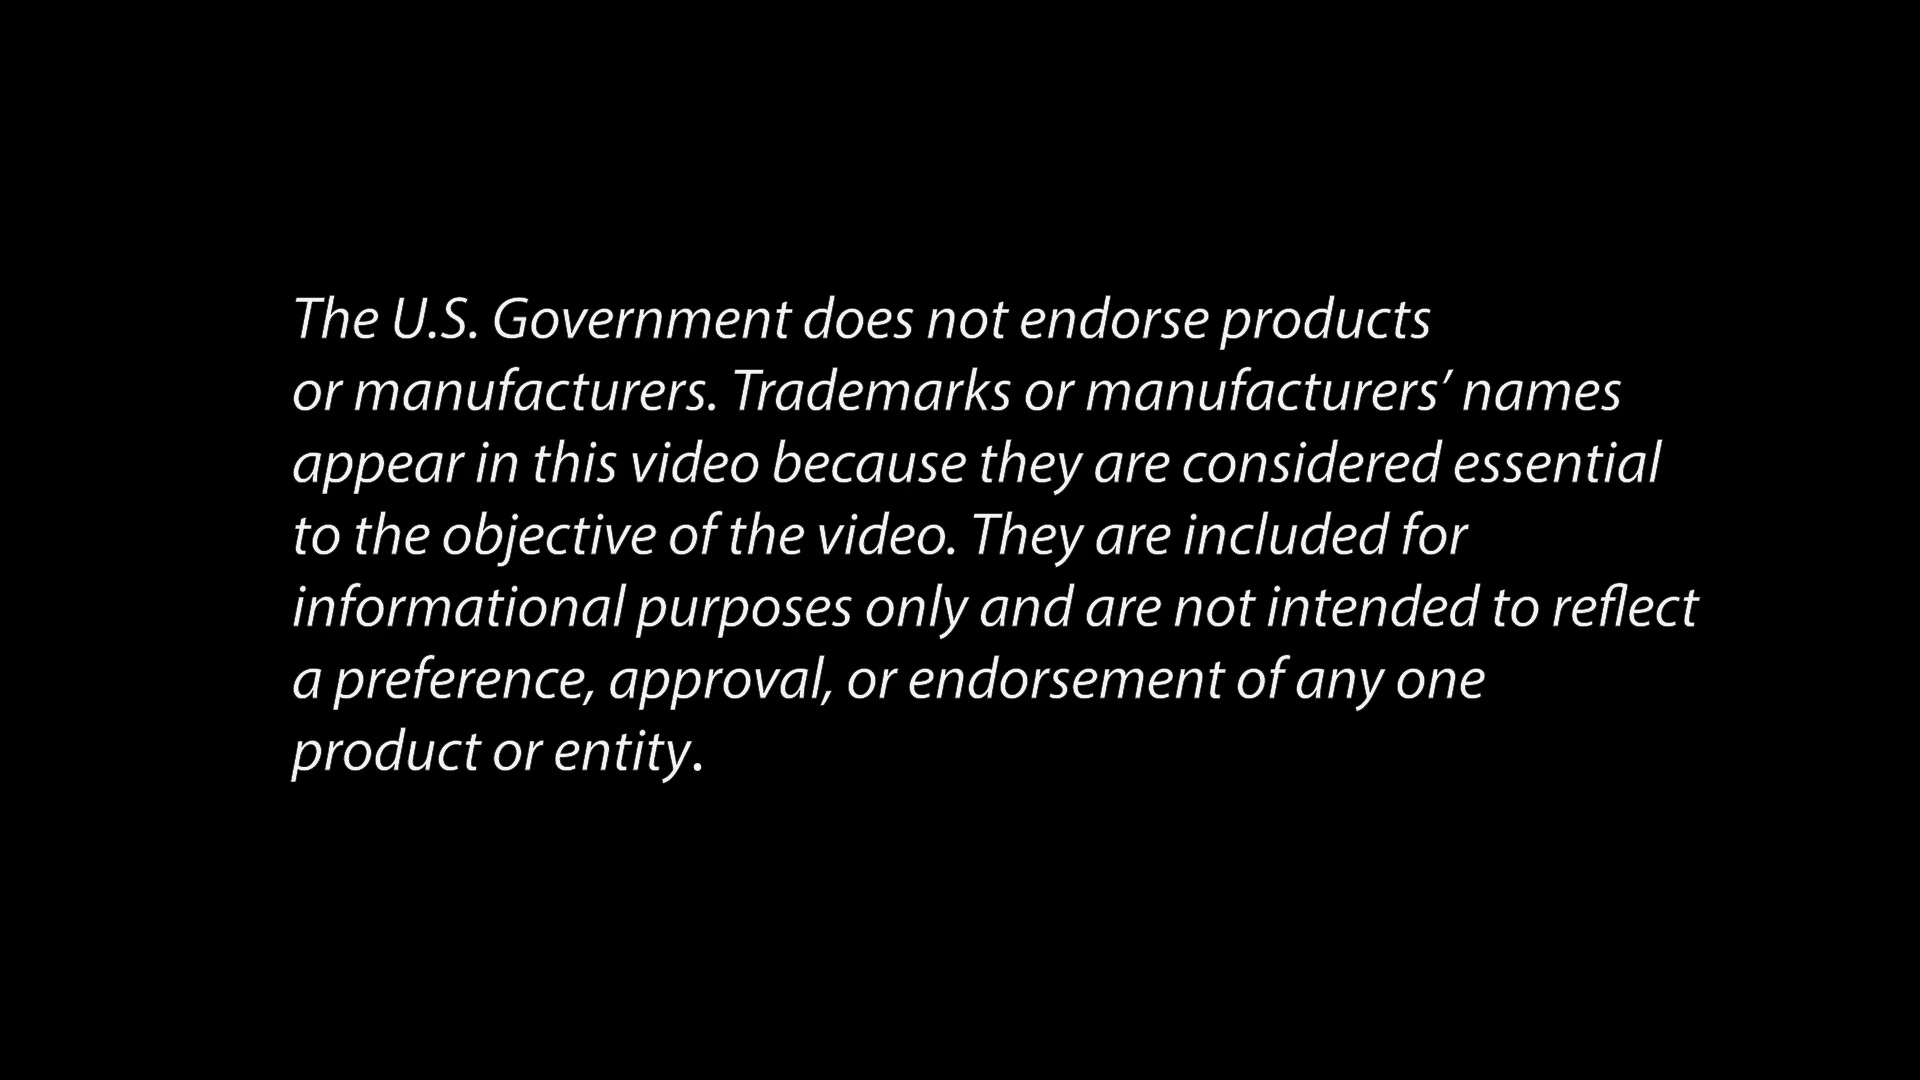 The U.S. Government does not endorse products
or manufacturers. Trademarks or manufacturers’ names
appear in this video because they are considered essential
to the objective of the video. They are included for
informational purposes only and are not intended to reflect
a preference, approval, or endorsement of any one
product or entity.